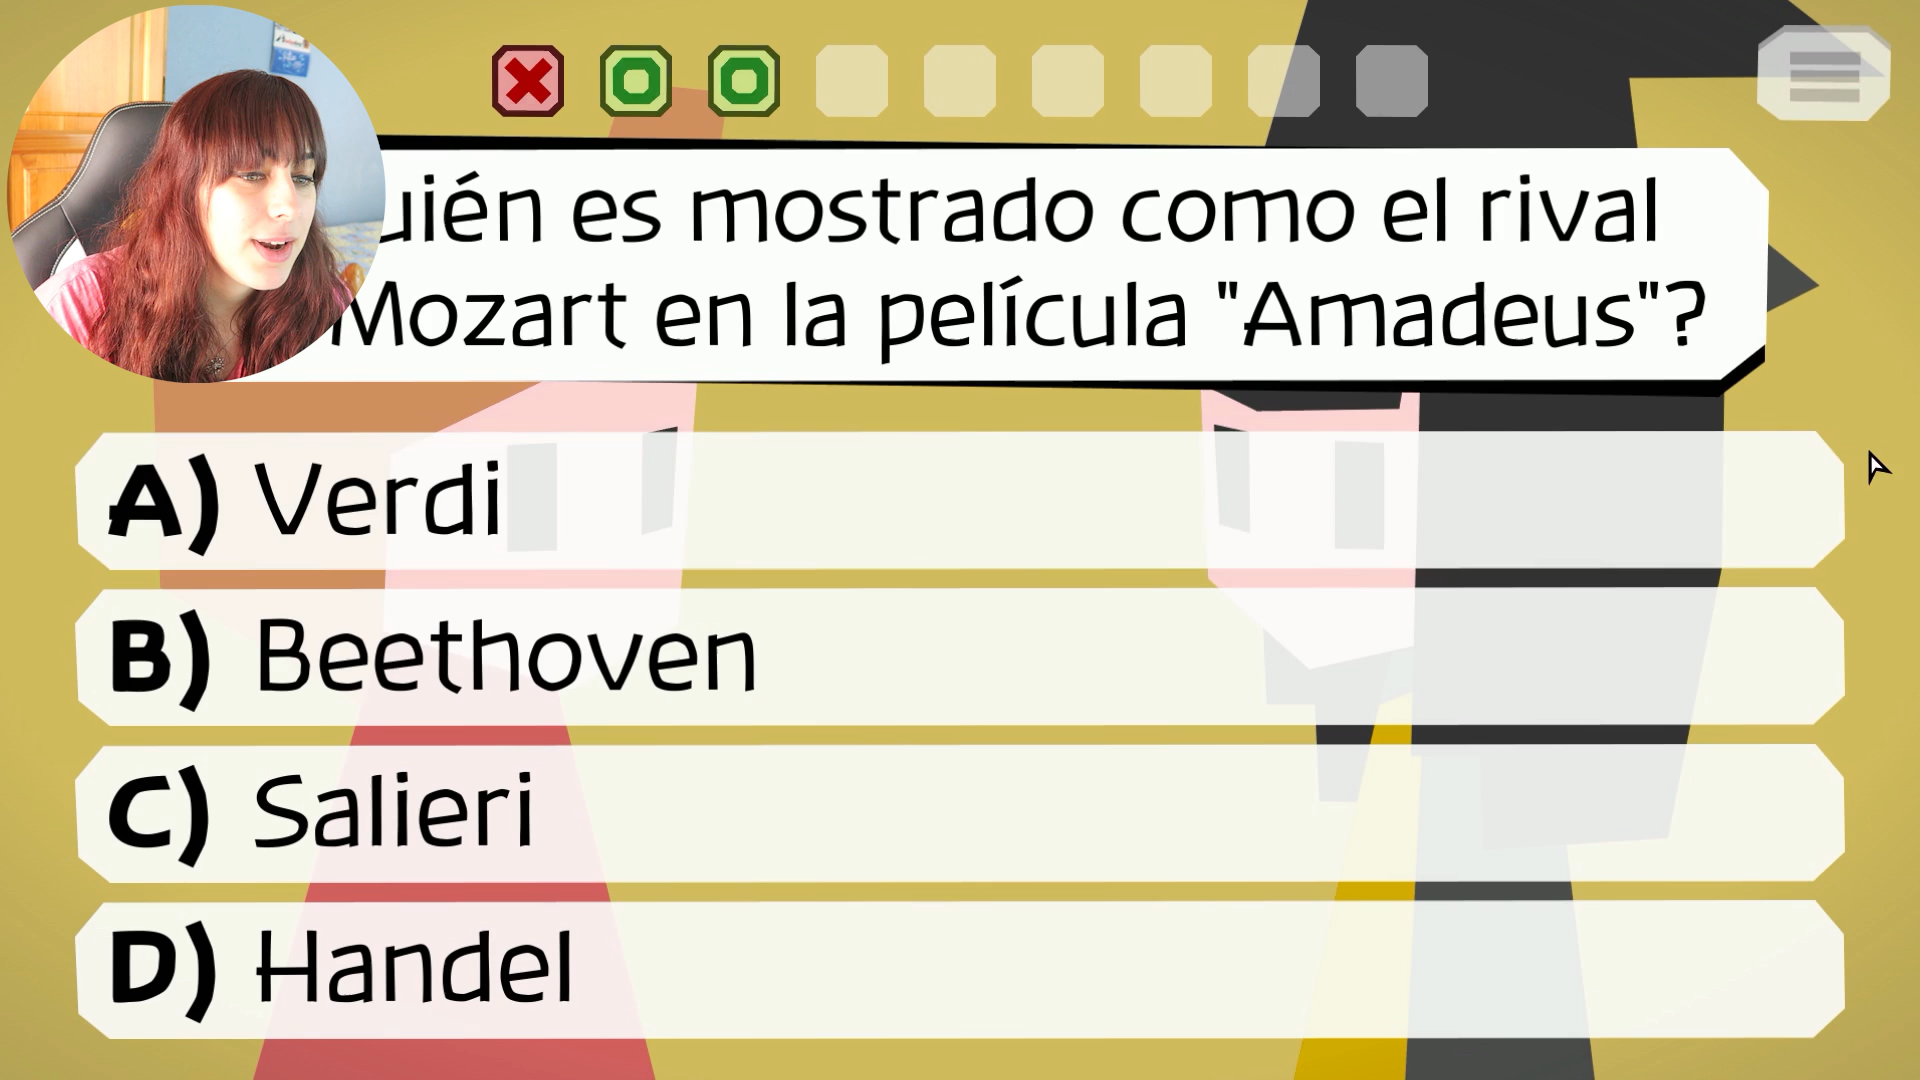 uién es mostrado como el rival
Mozart en la película "Amadeus"?
A) Verdi
B) Beethoven
C) Salieri
D) Handel